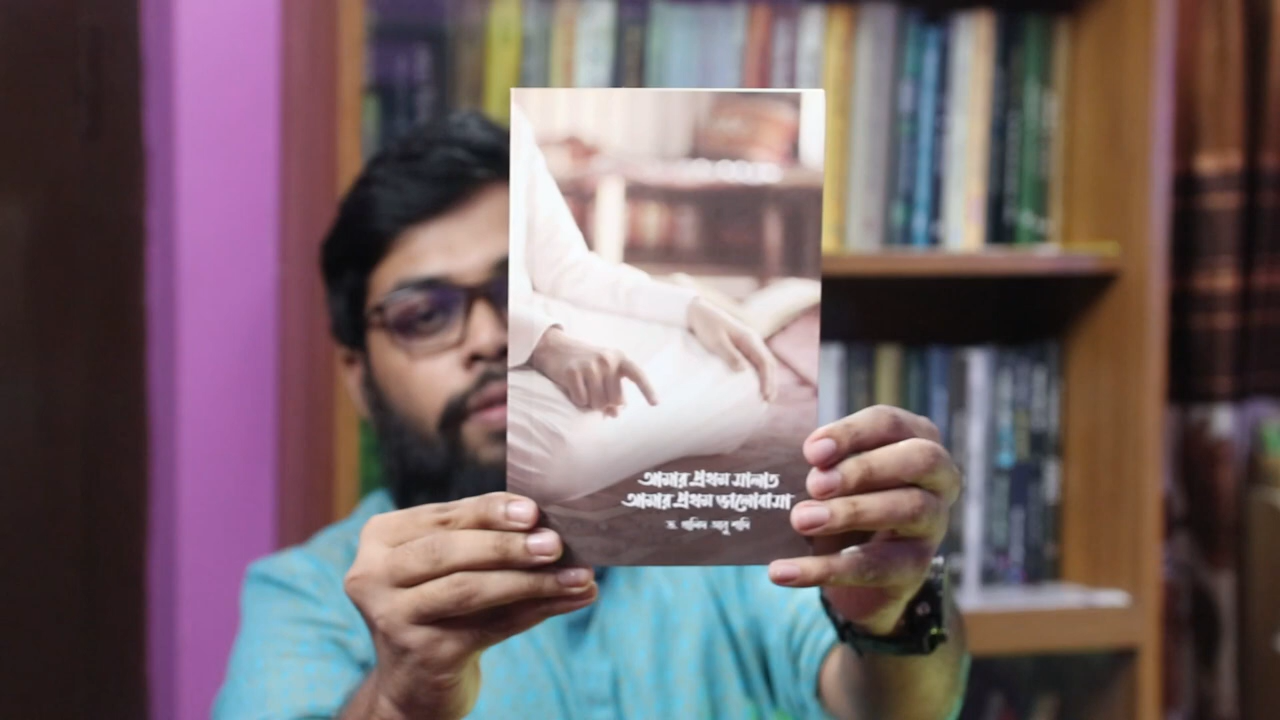 আমার প্রথম সালাত
আমার প্রথম ভালোবাসা
ড. খালিদ আবু শাদি